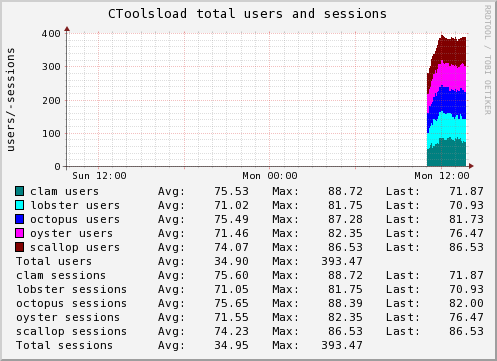 CToolsload total users and sessions
RRDTOOL / TOBI OETIKER
users/-sessions
400
300
200
100
0
Sun 12:00 Mon 00:00 Mon 12:00
clam users Avg: 75.53 Max: 88.72 Last: 71.87
lobster users Avg: 71.02 Max: 81.75 Last: 70.93
octopus users Avg: 75.49 Max: 87.28 Last: 81.73
oyster users Avg: 71.46 Max: 82.35 Last: 76.47
scallop users Avg: 74.07 Max: 86.53 Last: 86.53
Total users Avg: 34.90 Max: 393.47
clam sessions Avg: 75.60 Max: 88.72 Last: 71.87
lobster sessions Avg: 71.05 Max: 81.75 Last: 70.93
octopus sessions Avg: 75.65 Max: 88.39 Last: 82.00
oyster sessions Avg: 71.55 Max: 82.35 Last: 76.47
scallop sessions Avg: 74.23 Max: 86.53 Last: 86.53
Total sessions Avg: 34.95 Max: 393.47